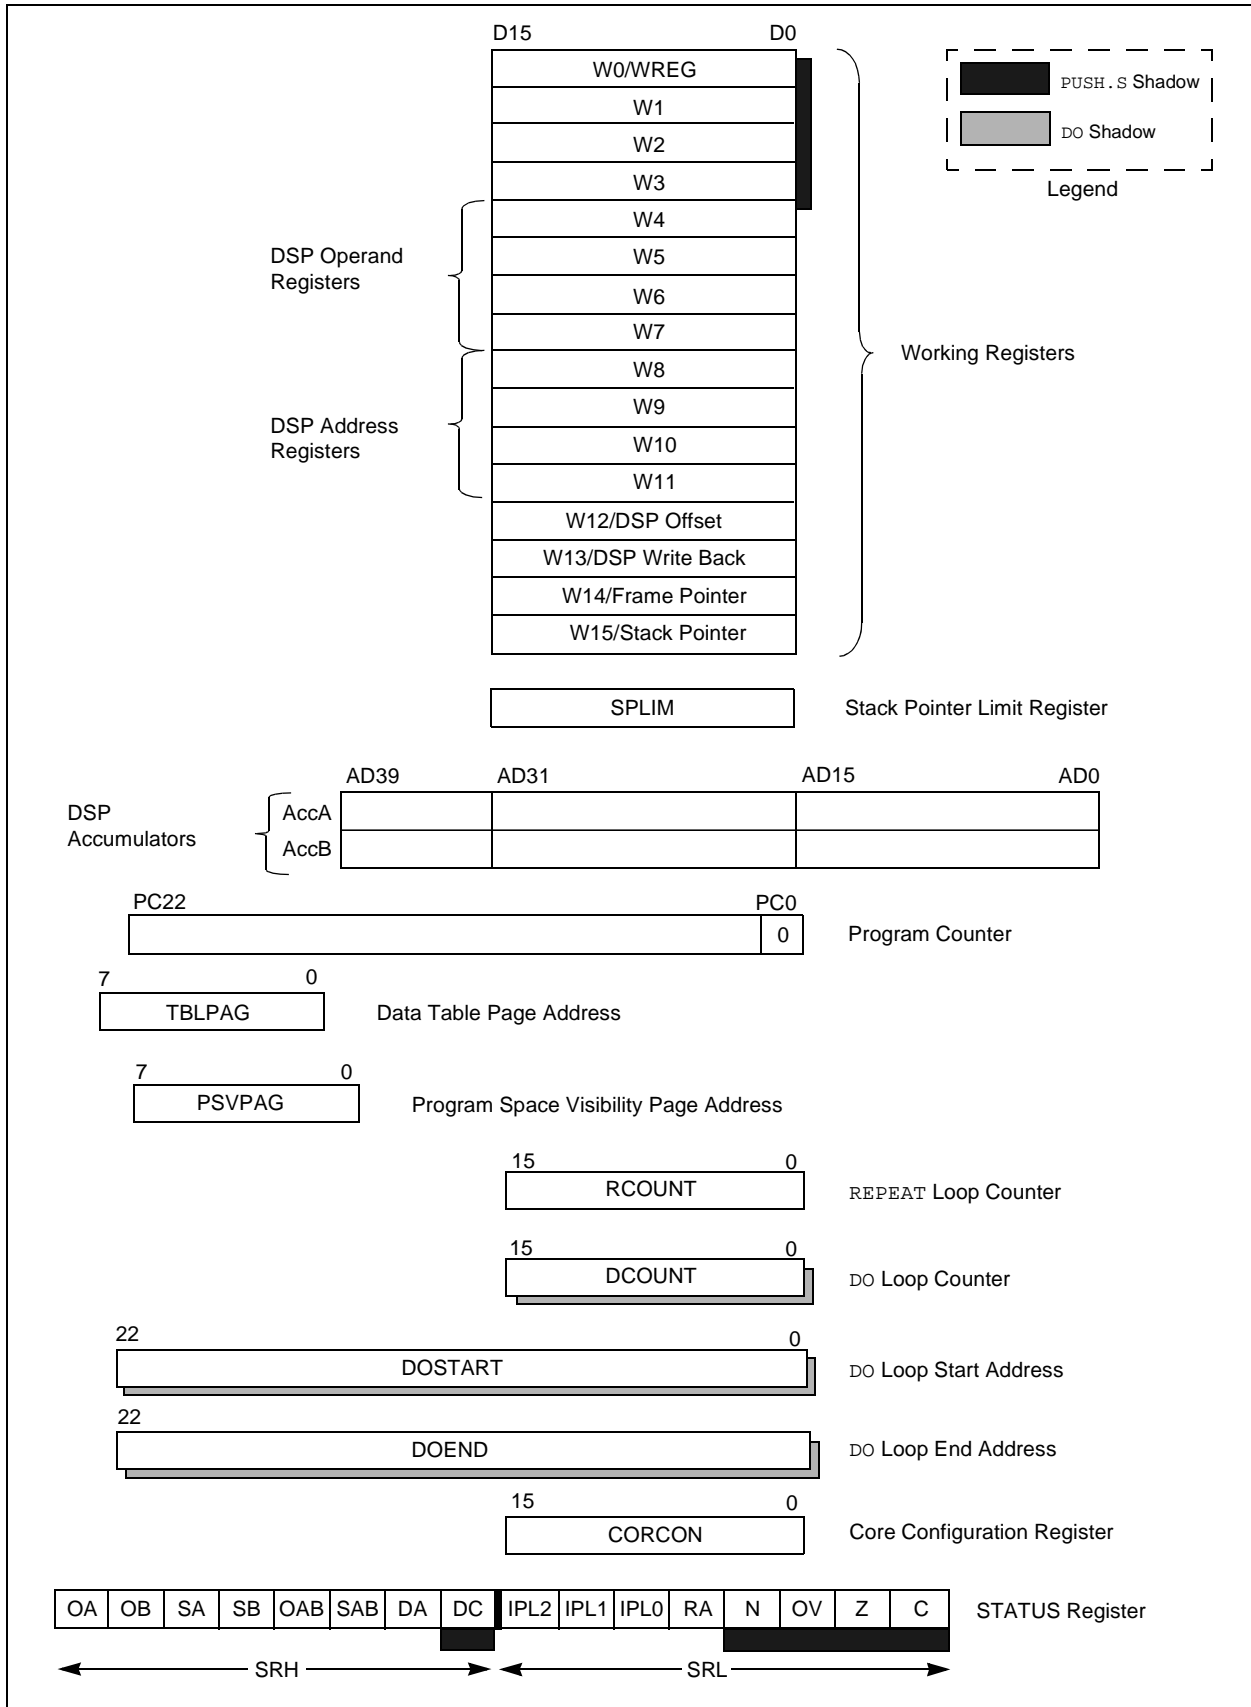 D15 D0
W0/WREG
W1
W2
W3
W4
W5
W6
W7
W8
W9
W10
W11
W12/DSP Offset
W13/DSP Write Back
W14/Frame Pointer
W15/Stack Pointer
PUSH.S Shadow
DO Shadow
Legend
DSP Operand
Registers
DSP Address
Registers
Working Registers
SPLIM
Stack Pointer Limit Register
AD39 AD31 AD15 AD0
DSP
Accumulators
AccA
AccB
PC22 PC0
0
Program Counter
7 0
TBLPAG
Data Table Page Address
7 0
PSVPAG
Program Space Visibility Page Address
15 0
RCOUNT
REPEAT Loop Counter
15 0
DCOUNT
DO Loop Counter
22 0
DOSTART
DO Loop Start Address
22
DOEND
DO Loop End Address
15 0
CORCON
Core Configuration Register
OA OB SA SB OAB SAB DA DC IPL2 IPL1 IPL0 RA N OV Z C
STATUS Register
SRH SRL